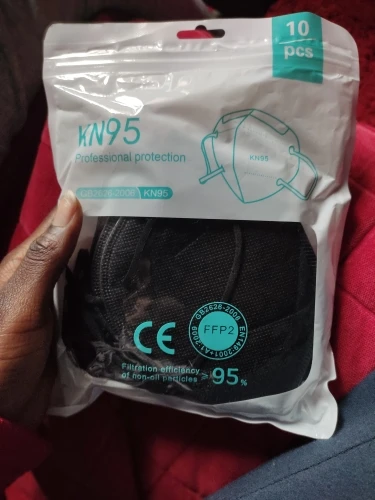 10
pcs
KN95
Professional protection
KN95
GB2626-2006 KN95
CE
GB2626-2006
FFP2
EN149:2001+A1:2009
Filtration efficiency
of non-oil particles ≥95%